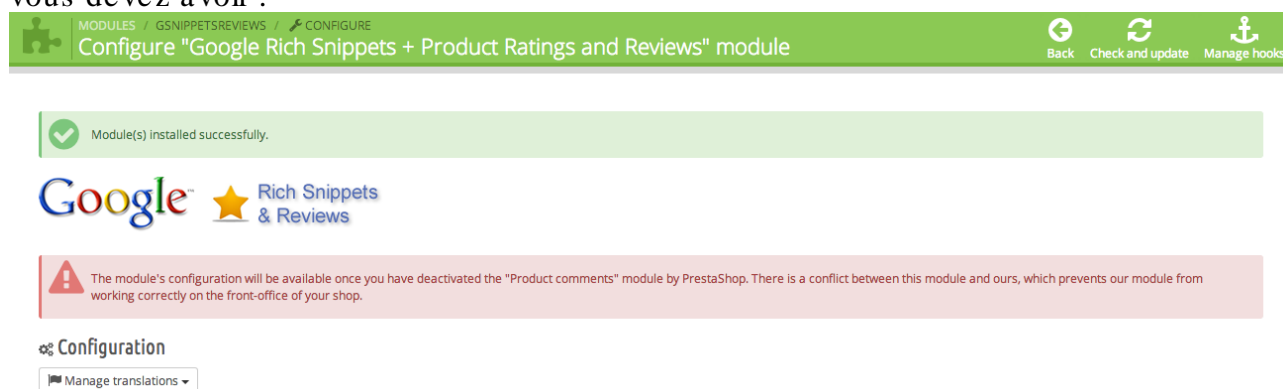 vous devez avoir :
MODULES / GSNIPPETSREVIEWS / CONFIGURE
Configure "Google Rich Snippets + Product Ratings and Reviews" module
Back Check and update Manage hooks
Module(s) installed successfully.
Google™ Rich Snippets
& Reviews
The module's configuration will be available once you have deactivated the "Product comments" module by PrestaShop. There is a conflict between this module and ours, which prevents our module from
working correctly on the front-office of your shop.
Configuration
Manage translations